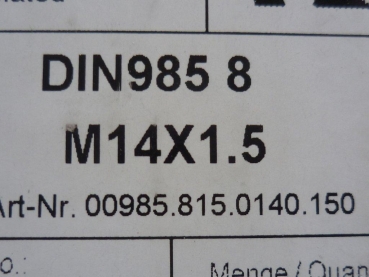 DIN985 8
M14X1.5
Art-Nr. 00985.815.0140.150
Menge / Quan